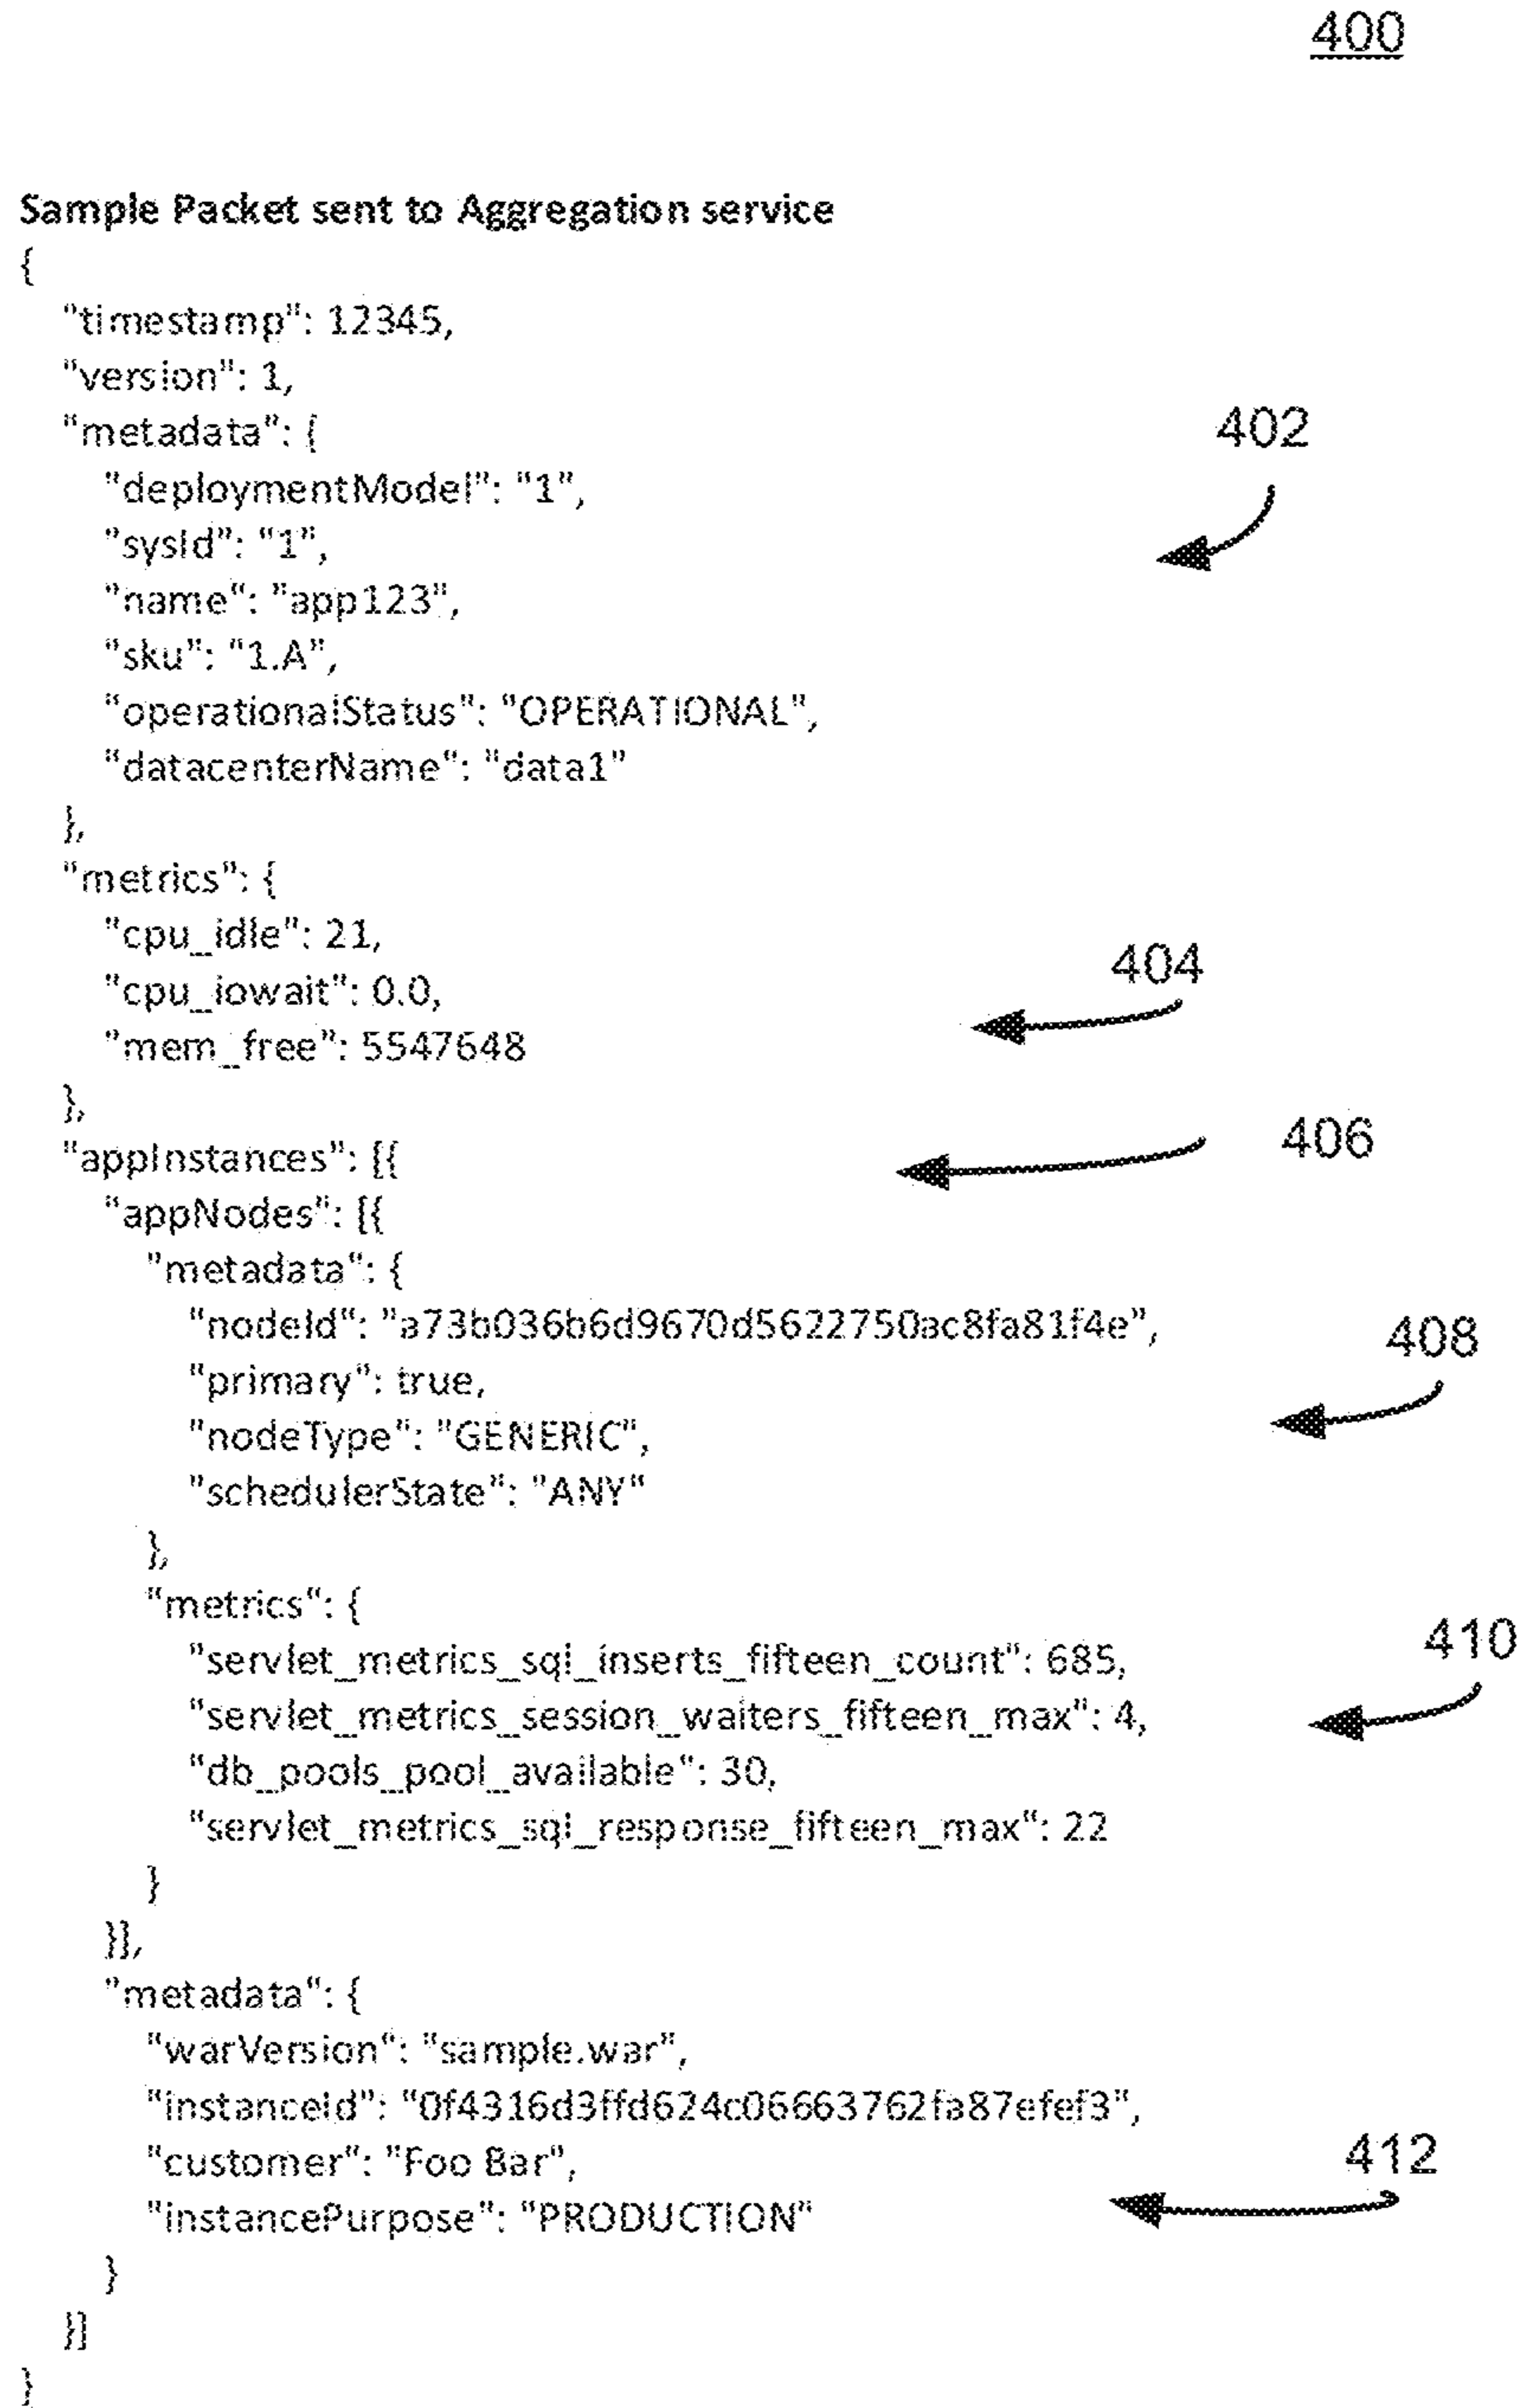 400
Sample Packet sent to Aggregation service
{
"timestamp": 12345,
"version": 1,
"metadata": {
402
"deploymentModel": "1",
"sysId": "1",
"name": "app123",
"sku": "1.A",
"operationalStatus": "OPERATIONAL",
"datacenterName": "data1"
},
"metrics": {
"cpu_idle": 21,
404
"cpu_iowait": 0.0,
"mem_free": 5547648
},
406
"appInstances": [{
"appNodes": [{
"metadata": {
"nodeId": "a73b036b6d9670d5622750ac8fa81f4e",
408
"primary": true,
"nodeType": "GENERIC",
"schedulerState": "ANY"
},
"metrics": {
410
"servlet_metrics_sql_inserts_fifteen_count": 685,
"servlet_metrics_session_waiters_fifteen_max": 4,
"db_pools_pool_available": 30,
"servlet_metrics_sql_response_fifteen_max": 22
}
}],
"metadata": {
"warVersion": "sample.war",
"instanceId": "0f4316d3ffd624c06663762fa87efef3",
412
"customer": "Foo Bar",
"instancePurpose": "PRODUCTION"
}
}]
}